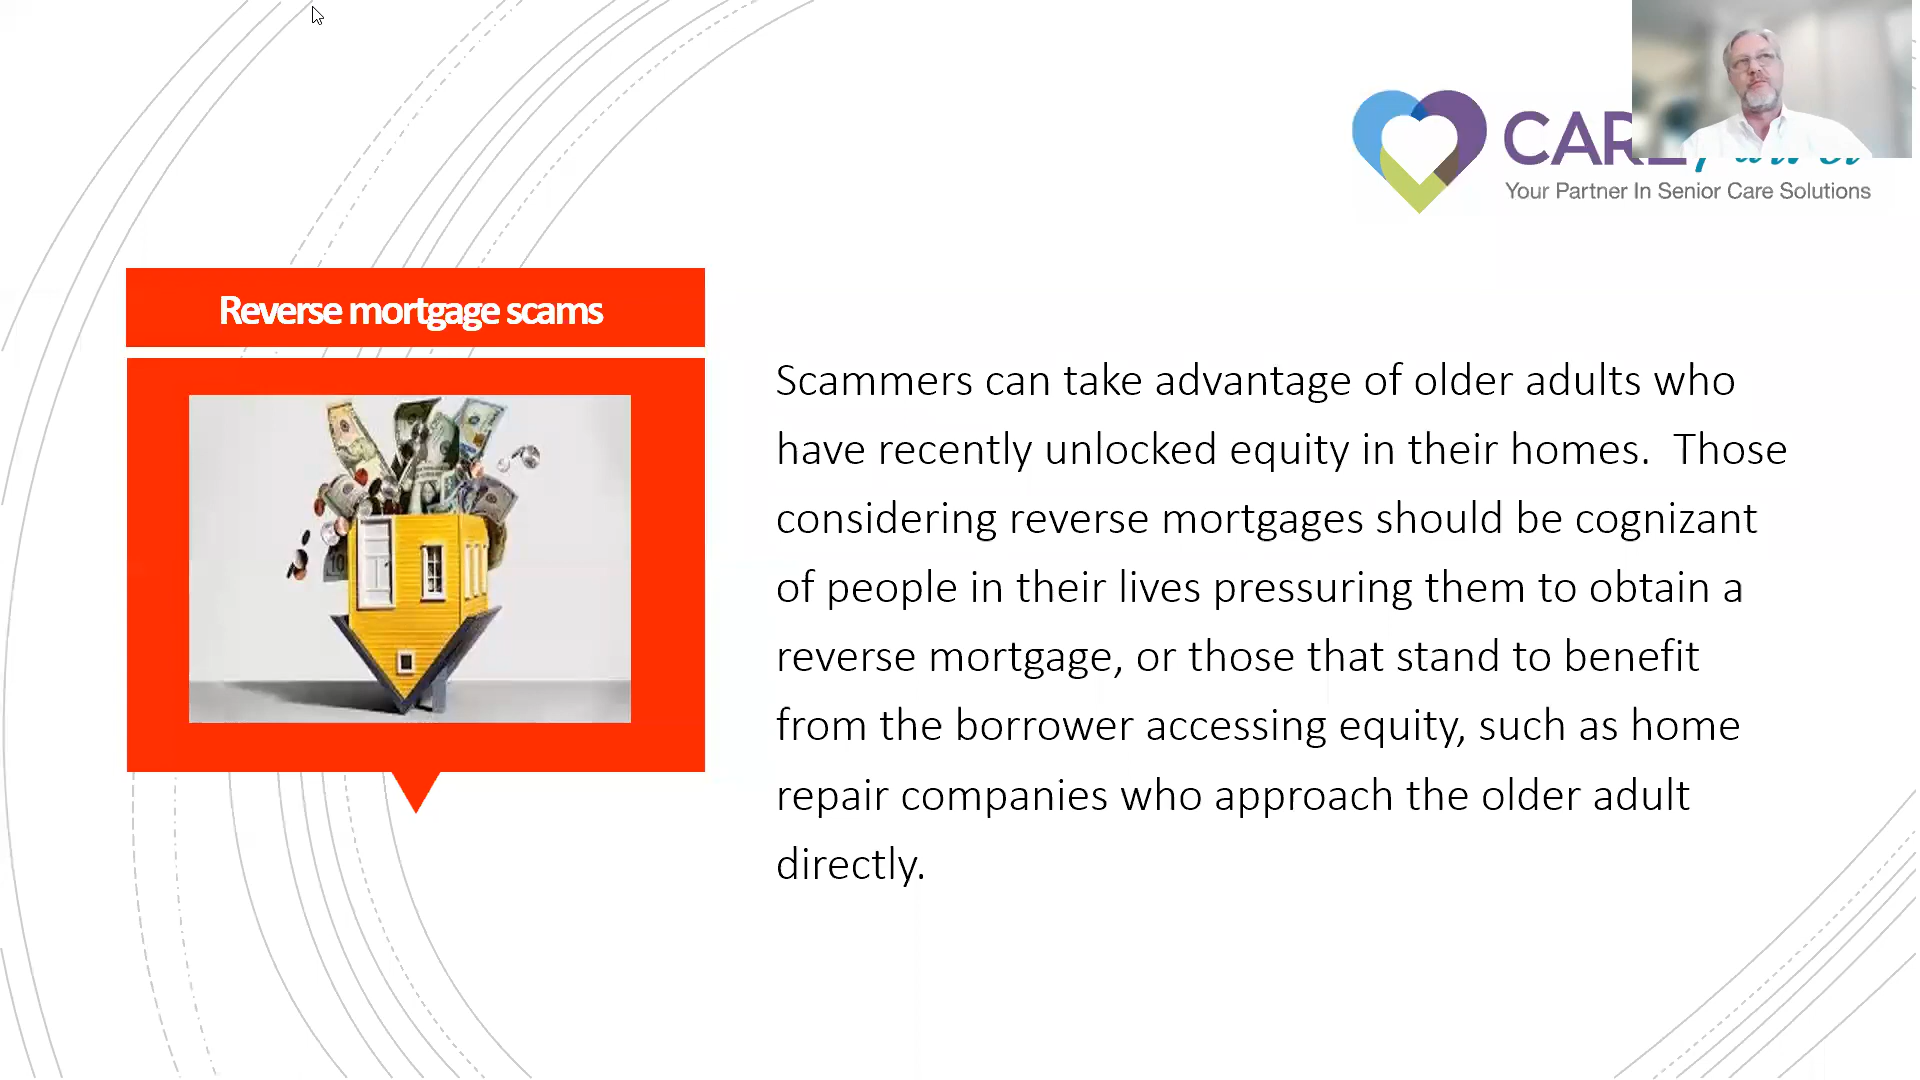 Your Partner In Senior Care Solutions
Reverse mortgage scams
Scammers can take advantage of older adults who
have recently unlocked equity in their homes.  Those
considering reverse mortgages should be cognizant
of people in their lives pressuring them to obtain a
reverse mortgage, or those that stand to benefit
from the borrower accessing equity, such as home
repair companies who approach the older adult
directly.